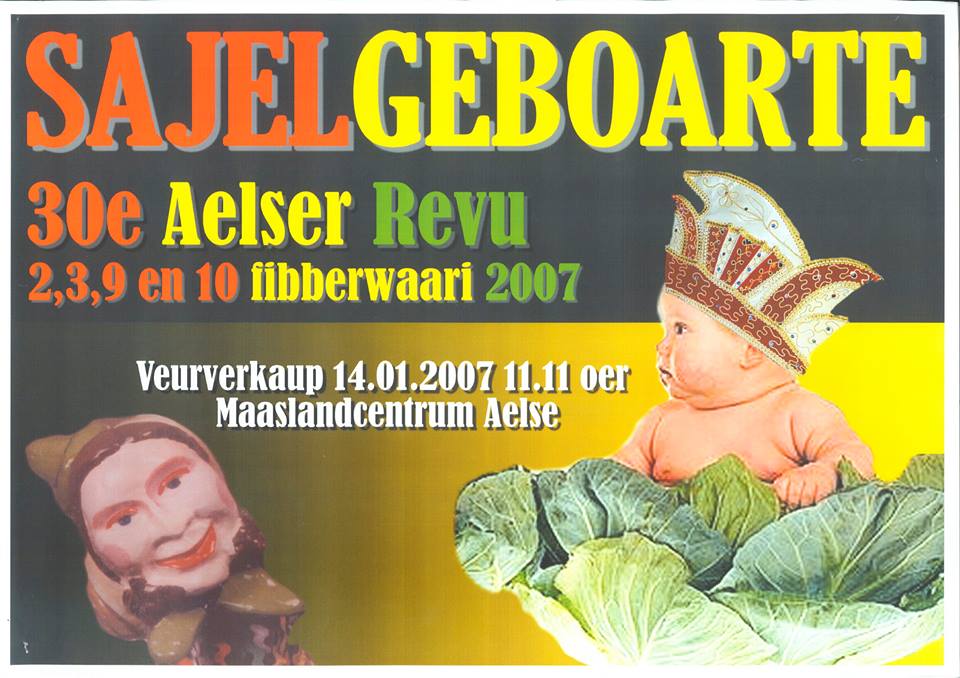 SAJELGEBOARTE
30e Aelser Revu
2,3,9 en 10 fibberwaari 2007
Veurverkaup 14.01.2007 11.11 oer
Maaslandcentrum Aelse